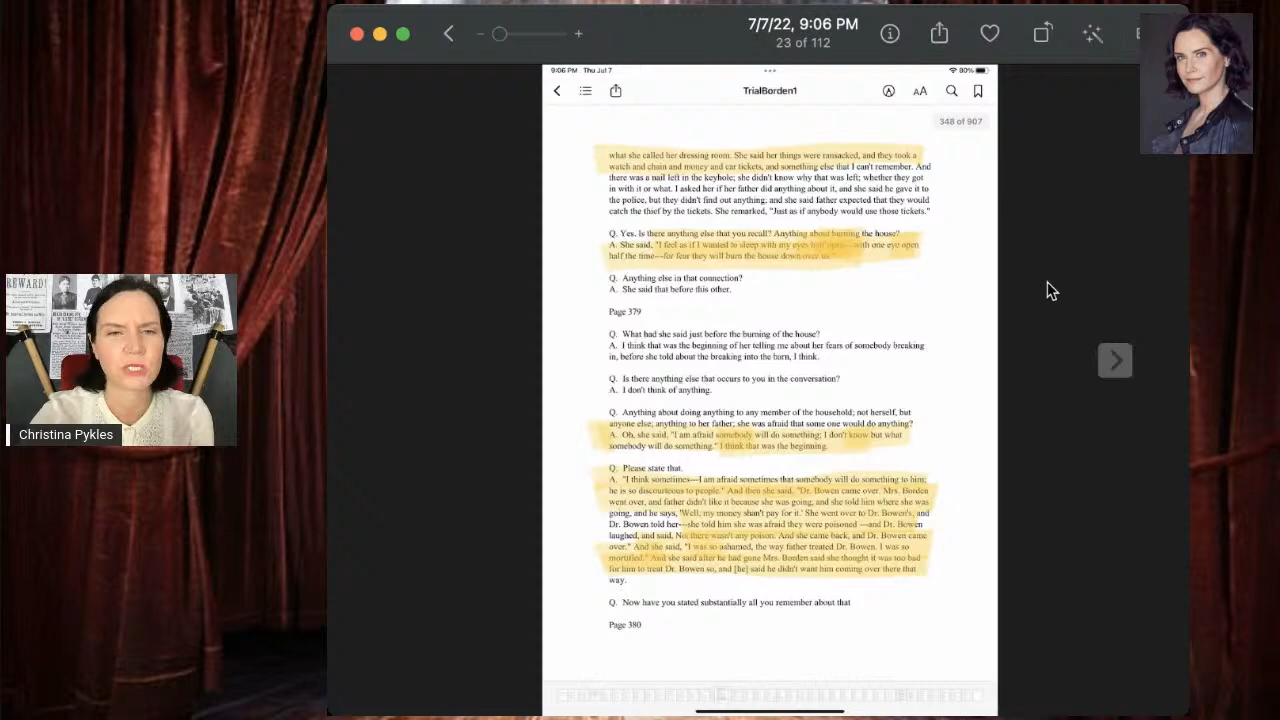 7/7/22, 9:06 PM
23 of 112
9:06 PM Thu Jul 7
80%
TrialBorden1
AA
348 of 907
what she called her dressing room. She said her things were ransacked, and they took a
watch and chain and money and car tickets, and something else that I can't remember. And
there was a nail left in the keyhole; she didn't know why that was left; whether they got
in with it or what. I asked her if her father did anything about it, and she said he gave it to
the police, but they didn't find out anything; and she said father expected that they would
catch the thief by the tickets. She remarked, "Just as if anybody would use those tickets."
Q. Yes. Is there anything else that you recall? Anything about burning the house?
A. She said, "I feel as if I wanted to sleep with my eyes half open---with one eye open
half the time---for fear they will burn the house down over us."
Q. Anything else in that connection?
A. She said that before this other.
Page 379
Q. What had she said just before the burning of the house?
A. I think that was the beginning of her telling me about her fears of somebody breaking
in, before she told about the breaking into the barn, I think.
Q. Is there anything else that occurs to you in the conversation?
A. I don't think of anything.
Q. Anything about doing anything to any member of the household; not herself, but
anyone else; anything to her father; she was afraid that some one would do anything?
A. Oh, she said, "I am afraid somebody will do something; I don't know but what
somebody will do something." I think that was the beginning.
Q. Please state that.
A. "I think sometimes---I am afraid sometimes that somebody will do something to him;
he is so discourteous to people." And then she said, "Dr. Bowen came over. Mrs. Borden
went over, and father didn't like it because she was going, and she told him where she was
going, and he says, 'Well, my money shan't pay for it.' She went over to Dr. Bowen's, and
Dr. Bowen told her---she told him she was afraid they were poisoned ---and Dr. Bowen
laughed, and said, No, there wasn't any poison. And she came back, and Dr. Bowen came
over." And she said, "I was so ashamed, the way father treated Dr. Bowen. I was so
mortified." And she said after he had gone Mrs. Borden said she thought it was too bad
for him to treat Dr. Bowen so, and [he] said he didn't want him coming over there that
way.
Q. Now have you stated substantially all you remember about that
Page 380
REWARD!
Christina Pykles